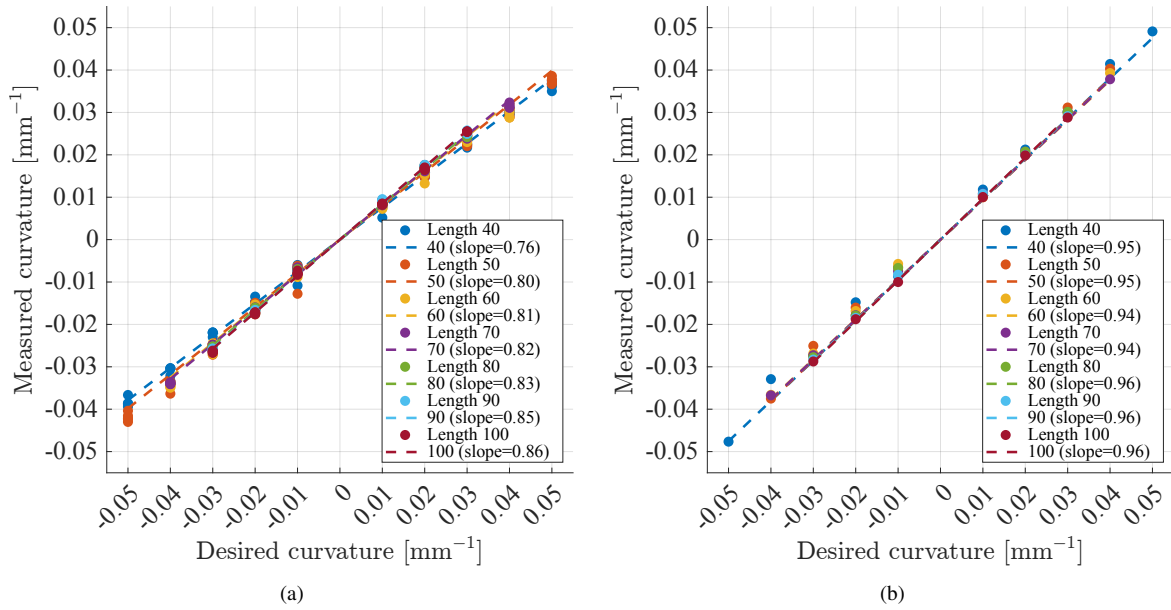 0.05
0.04
0.03
0.02
0.01
0
-0.01
-0.02
-0.03
-0.04
-0.05
Measured curvature [mm⁻¹]
-0.05
-0.04
-0.03
-0.02
-0.01
0
0.01
0.02
0.03
0.04
0.05
Desired curvature [mm⁻¹]
Length 40
40 (slope=0.76)
Length 50
50 (slope=0.80)
Length 60
60 (slope=0.81)
Length 70
70 (slope=0.82)
Length 80
80 (slope=0.83)
Length 90
90 (slope=0.85)
Length 100
100 (slope=0.86)
(a)
0.05
0.04
0.03
0.02
0.01
0
-0.01
-0.02
-0.03
-0.04
-0.05
Measured curvature [mm⁻¹]
-0.05
-0.04
-0.03
-0.02
-0.01
0
0.01
0.02
0.03
0.04
0.05
Desired curvature [mm⁻¹]
Length 40
40 (slope=0.95)
Length 50
50 (slope=0.95)
Length 60
60 (slope=0.94)
Length 70
70 (slope=0.94)
Length 80
80 (slope=0.96)
Length 90
90 (slope=0.96)
Length 100
100 (slope=0.96)
(b)